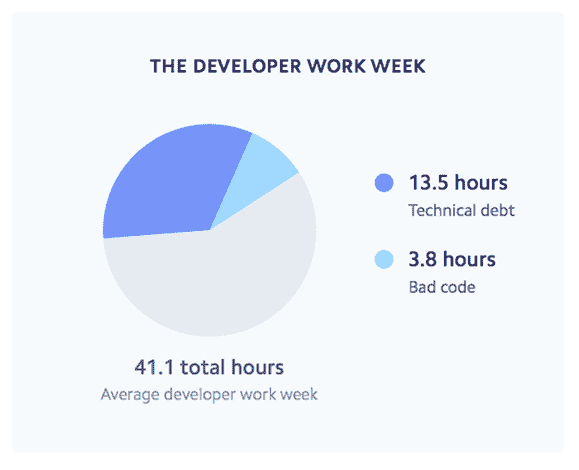 THE DEVELOPER WORK WEEK
13.5 hours
Technical debt
3.8 hours
Bad code
41.1 total hours
Average developer work week